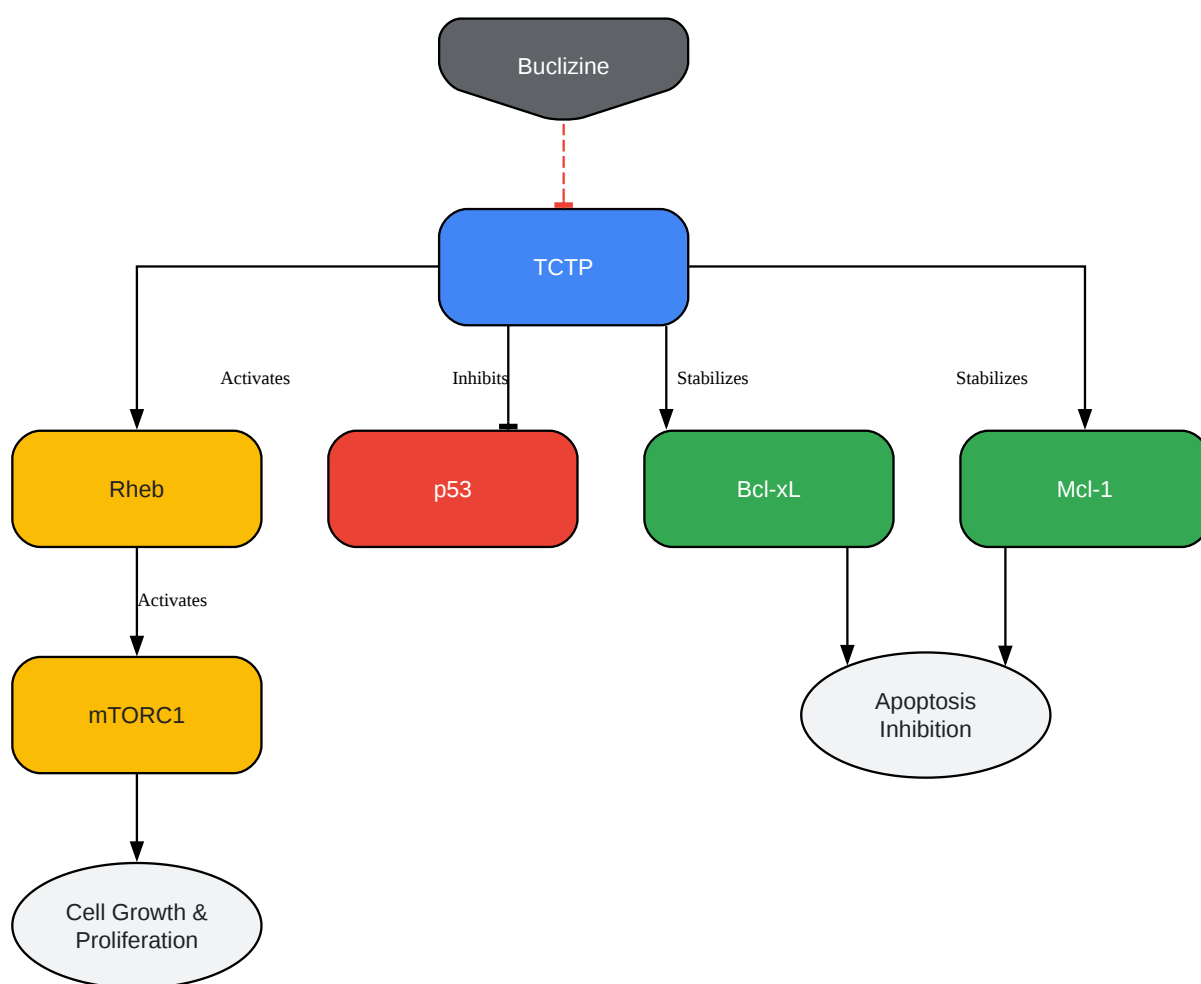 Buclizine
TCTP
Activates
Inhibits
Stabilizes
Stabilizes
Rheb
p53
Bcl-xL
Mcl-1
Activates
mTORC1
Apoptosis
Inhibition
Cell Growth &
Proliferation